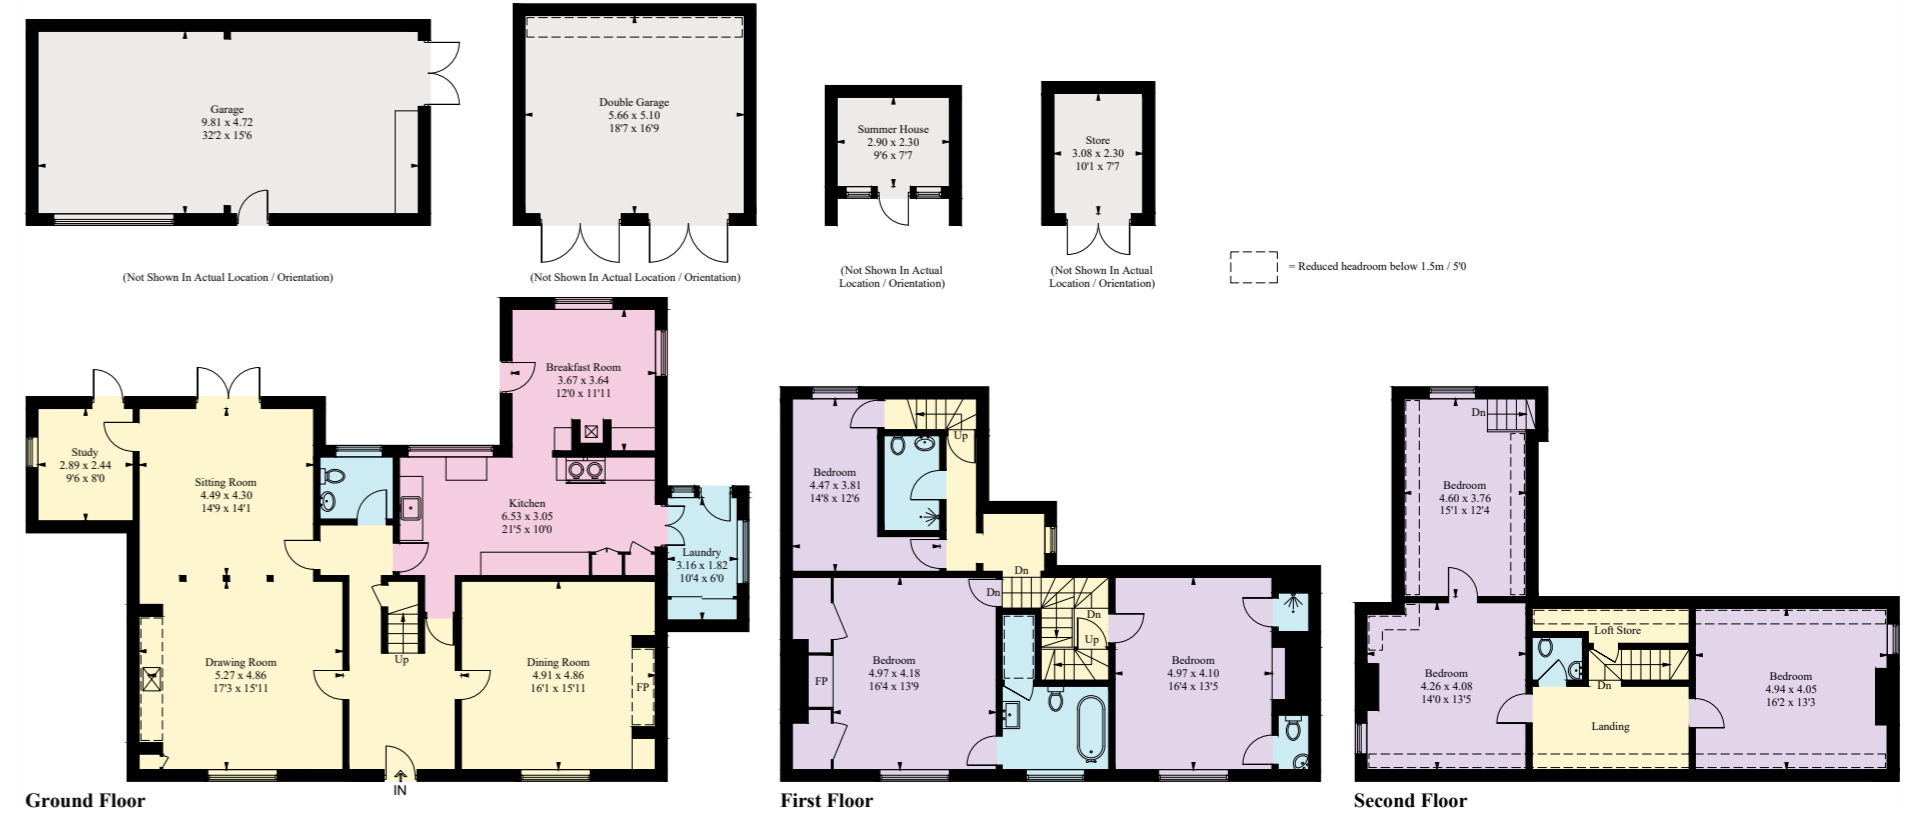 Garage
9.81 x 4.72
32'2 x 15'6
(Not Shown In Actual Location / Orientation)
Double Garage
5.66 x 5.10
18'7 x 16'9
(Not Shown In Actual Location / Orientation)
Summer House
2.90 x 2.30
9'6 x 7'7
(Not Shown In Actual
Location / Orientation)
Store
3.08 x 2.30
10'1 x 7'7
(Not Shown In Actual
Location / Orientation)
= Reduced headroom below 1.5m / 5'0
Breakfast Room
3.67 x 3.64
12'0 x 11'11
Study
2.89 x 2.44
9'6 x 8'0
Sitting Room
4.49 x 4.30
14'9 x 14'1
Kitchen
6.53 x 3.05
21'5 x 10'0
Laundry
3.16 x 1.82
10'4 x 6'0
Drawing Room
5.27 x 4.86
17'3 x 15'11
Up
Dining Room
4.91 x 4.86
16'1 x 15'11
FP
IN
Ground Floor
Up
Bedroom
4.47 x 3.81
14'8 x 12'6
Dn
Dn
Dn
Up
Bedroom
4.97 x 4.18
16'4 x 13'9
FP
Bedroom
4.97 x 4.10
16'4 x 13'5
First Floor
Dn
Bedroom
4.60 x 3.76
15'1 x 12'4
Loft Store
Bedroom
4.26 x 4.08
14'0 x 13'5
Dn
Landing
Bedroom
4.94 x 4.05
16'2 x 13'3
Second Floor